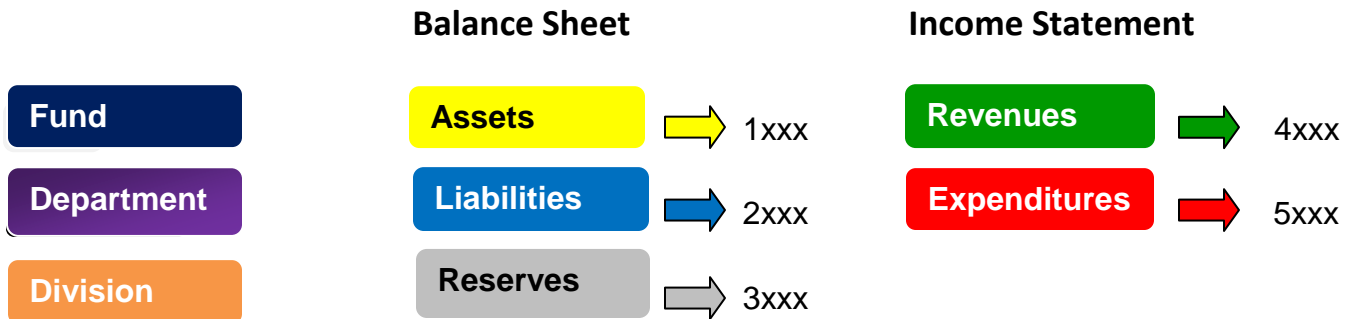 Balance Sheet
Income Statement
Fund
Assets
1xxx
Revenues
4xxx
Department
Liabilities
2xxx
Expenditures
5xxx
Division
Reserves
3xxx